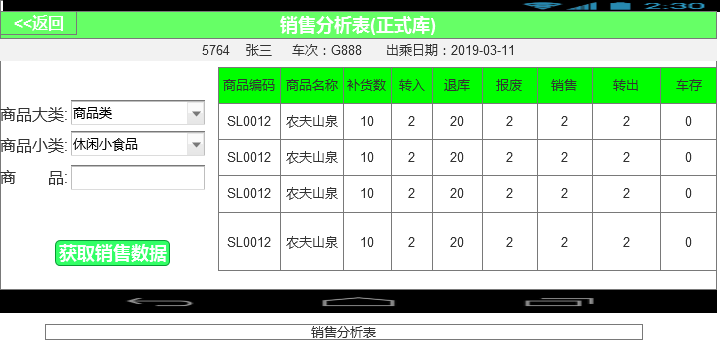 2:30
<<返回 销售分析表(正式库)
5764 张三 车次：G888 出乘日期：2019-03-11
商品编码 商品名称 补货数 转入 退库 报废 销售 转出 车存
商品大类: 商品类
SL0012 农夫山泉 10 2 20 2 2 2 0
商品小类: 休闲小食品
SL0012 农夫山泉 10 2 20 2 2 2 0
商 品:
SL0012 农夫山泉 10 2 20 2 2 2 0
SL0012 农夫山泉 10 2 20 2 2 2 0
获取销售数据
销售分析表